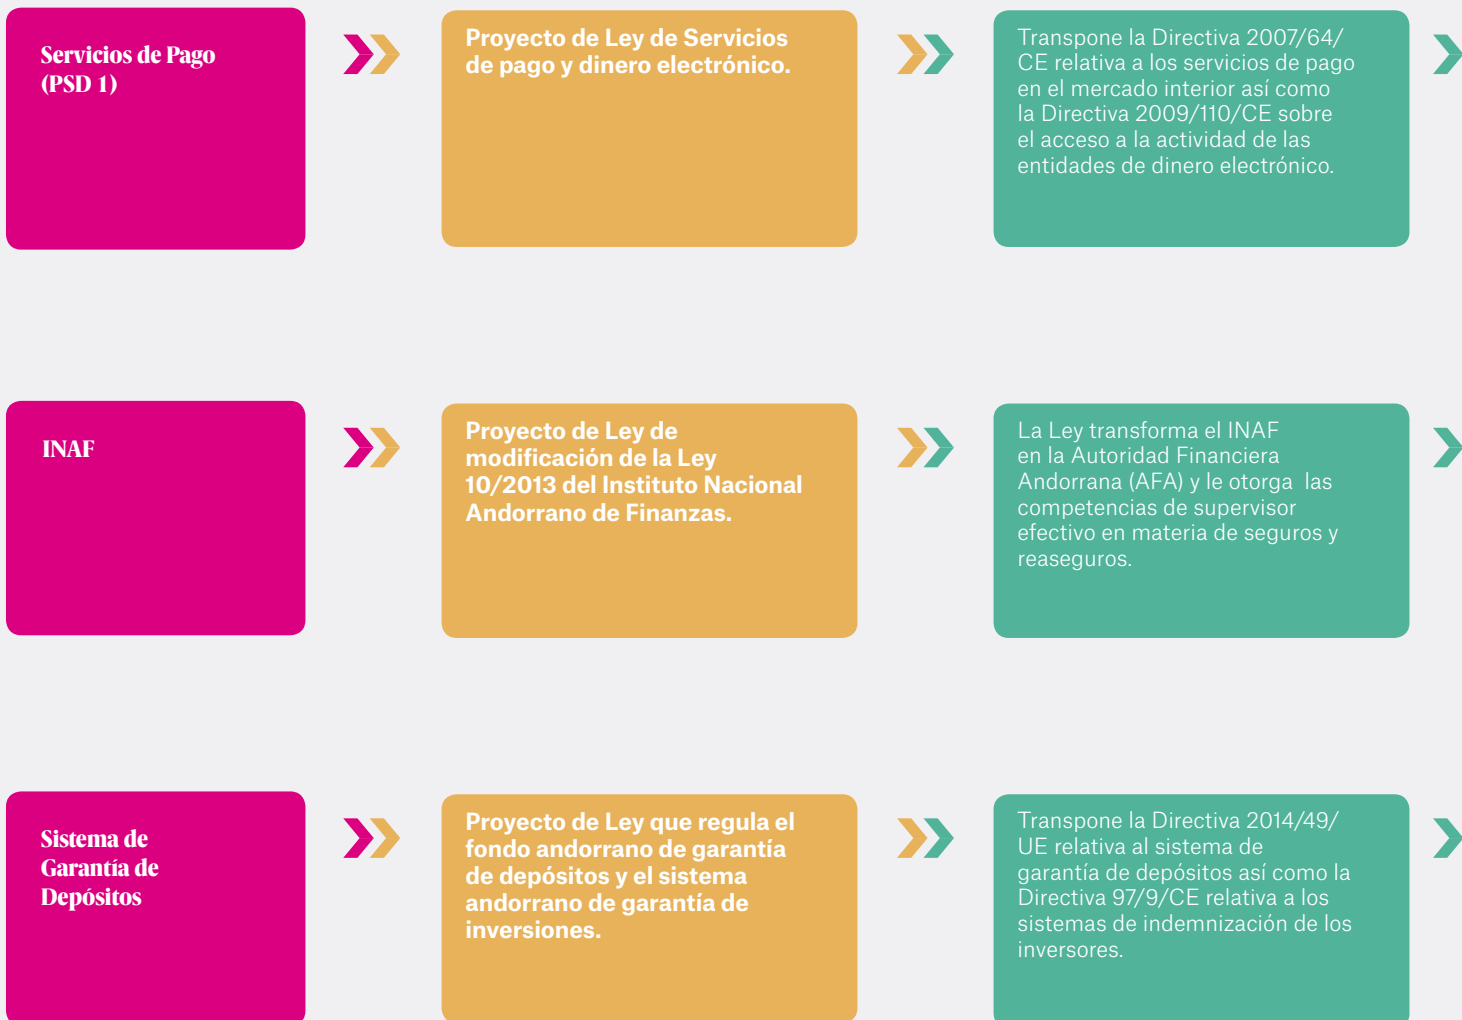 Servicios de Pago
(PSD 1)
Proyecto de Ley de Servicios
de pago y dinero electrónico.
Transpone la Directiva 2007/64/
CE relativa a los servicios de pago
en el mercado interior así como
la Directiva 2009/110/CE sobre
el acceso a la actividad de las
entidades de dinero electrónico.
INAF
Proyecto de Ley de
modificación de la Ley
10/2013 del Instituto Nacional
Andorrano de Finanzas.
La Ley transforma el INAF
en la Autoridad Financiera
Andorrana (AFA) y le otorga las
competencias de supervisor
efectivo en materia de seguros y
reaseguros.
Sistema de
Garantía de
Depósitos
Proyecto de Ley que regula el
fondo andorrano de garantía
de depósitos y el sistema
andorrano de garantía de
inversiones.
Transpone la Directiva 2014/49/
UE relativa al sistema de
garantía de depósitos así como la
Directiva 97/9/CE relativa a los
sistemas de indemnización de los
inversores.